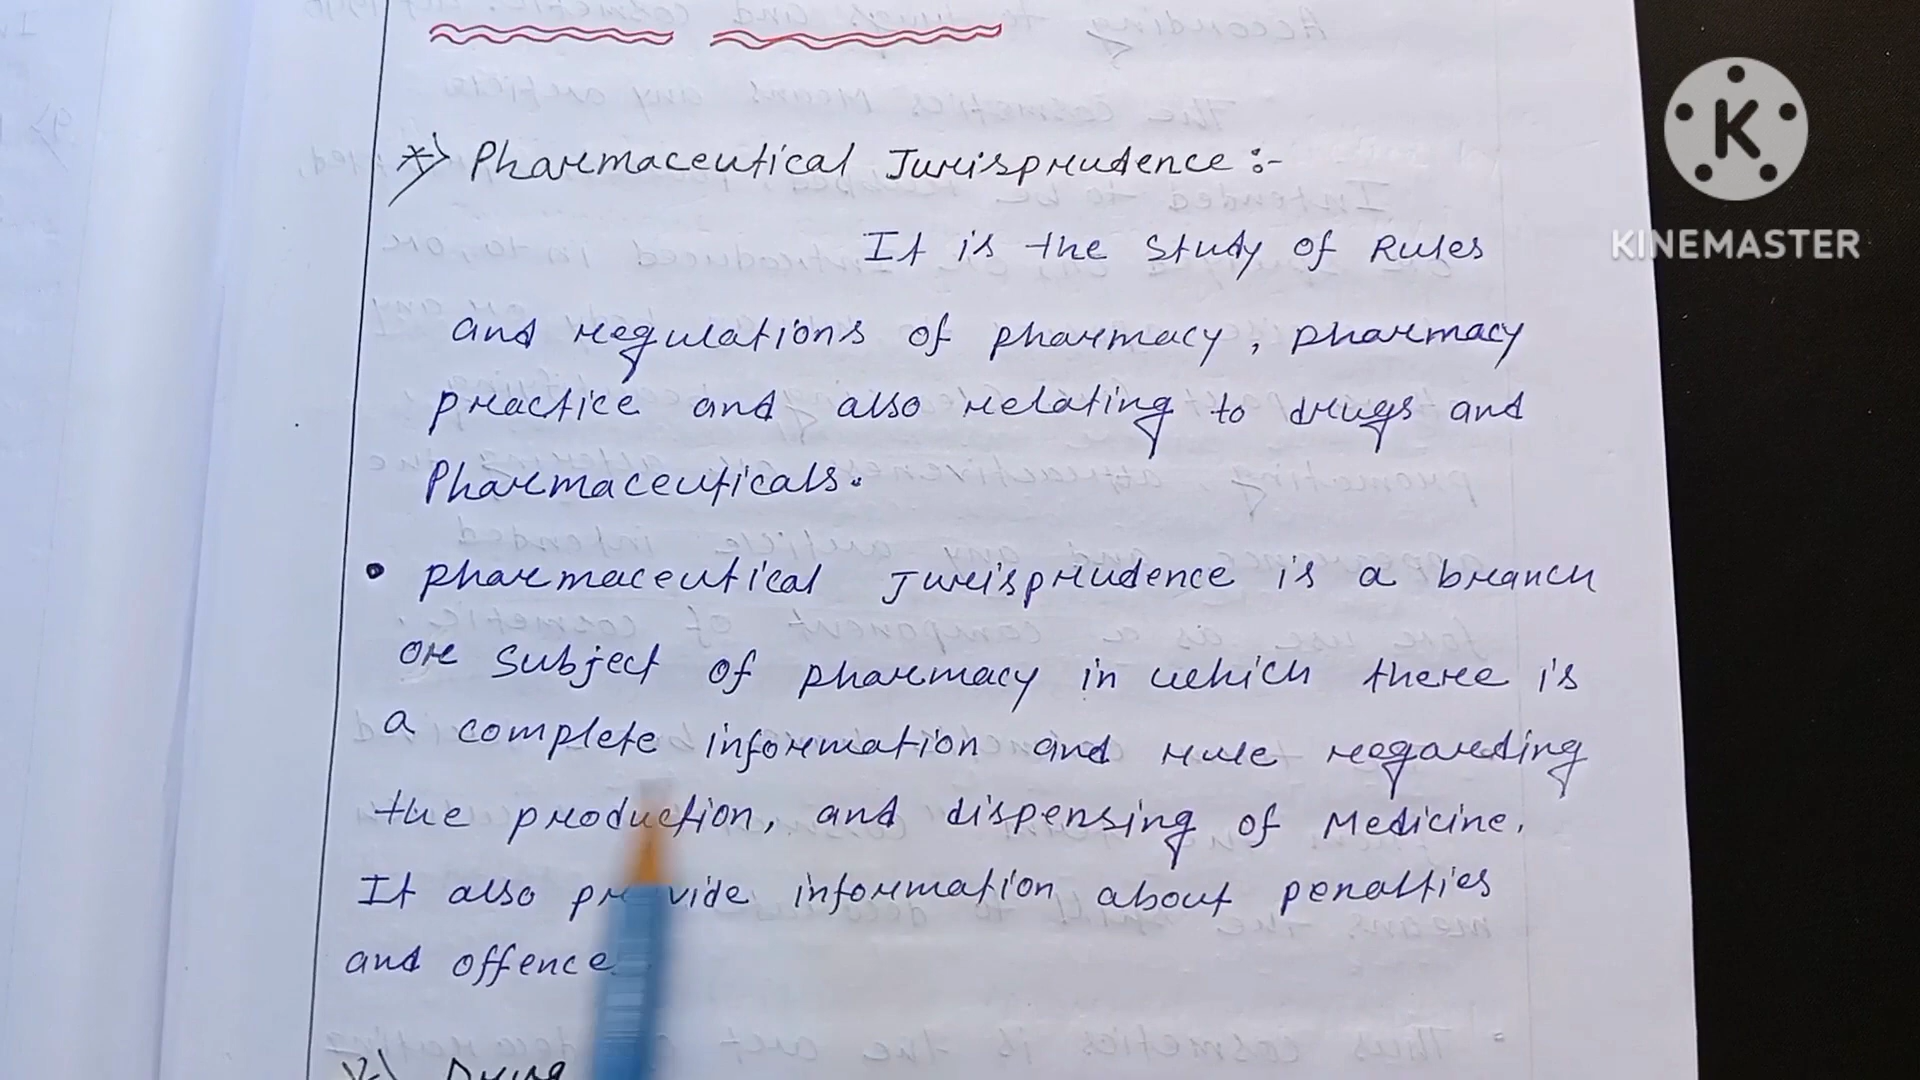 *) Pharmaceutical Jurisprudence :-
It is the study of Rules
and regulations of pharmacy, pharmacy
practice and also relating to drugs and
Pharmaceuticals.
• pharmaceutical Jurisprudence is a branch
or subject of pharmacy in which there is
a complete information and rule regarding
the production, and dispensing of Medicine.
It also provide information about penalties
and offence
Drug
K
KINEMASTER